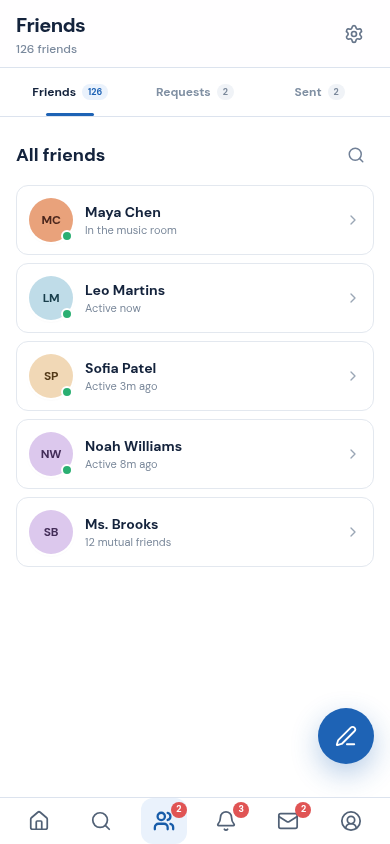 Friends
126 friends
Friends 126
Requests 2
Sent 2
All friends
MC
Maya Chen
In the music room
LM
Leo Martins
Active now
SP
Sofia Patel
Active 3m ago
NW
Noah Williams
Active 8m ago
SB
Ms. Brooks
12 mutual friends
2
3
2